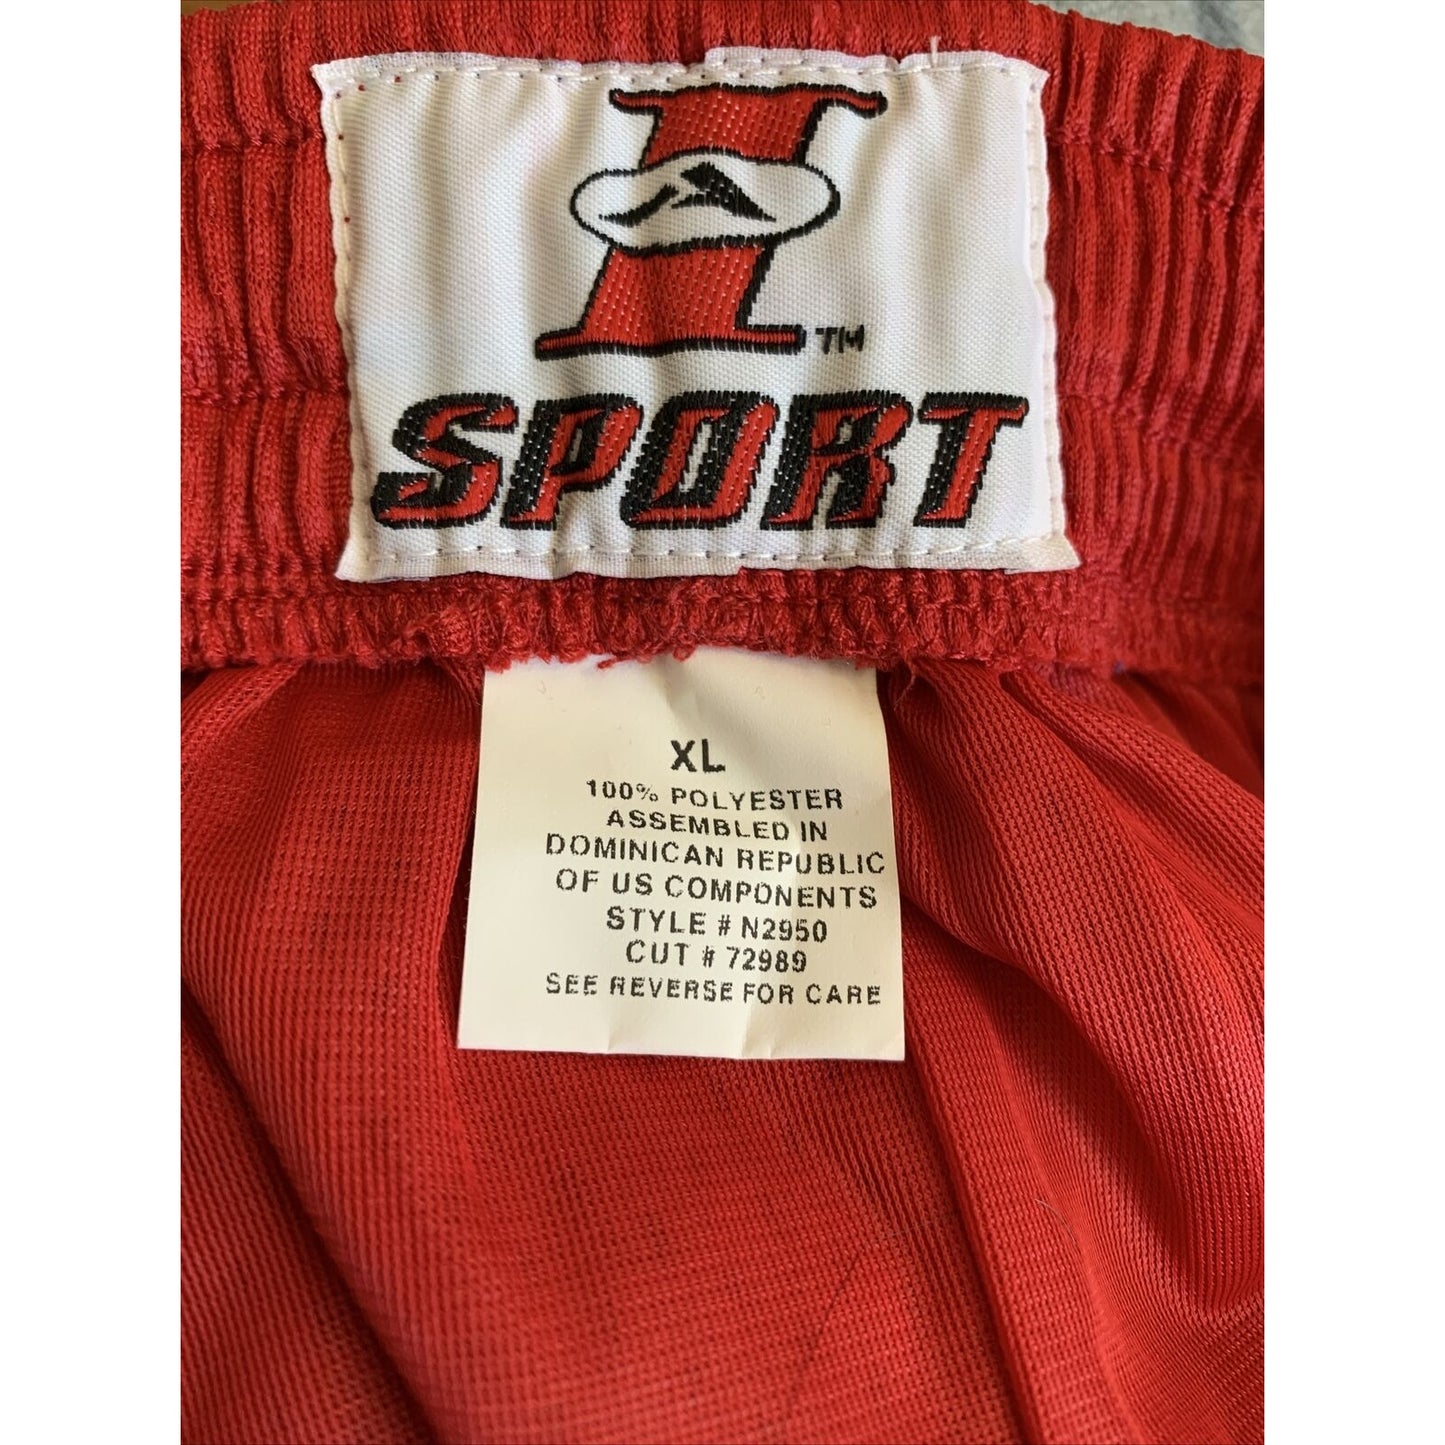 I
TM
SPORT
XL
100% POLYESTER
ASSEMBLED IN
DOMINICAN REPUBLIC
OF US COMPONENTS
STYLE # N2950
CUT # 72989
SEE REVERSE FOR CARE